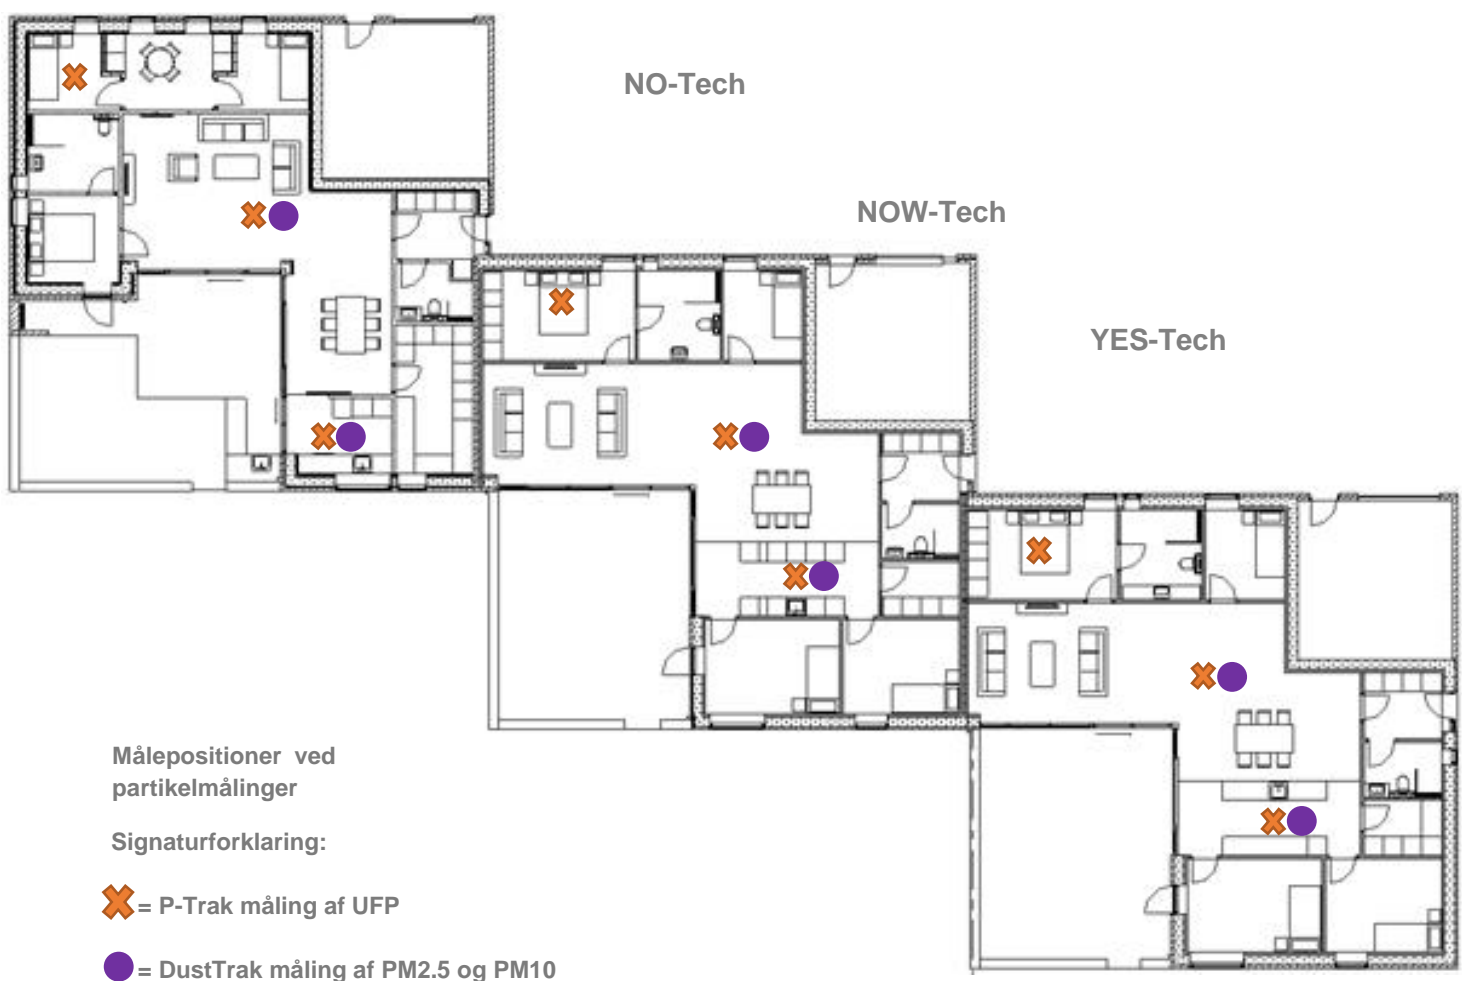 NO-Tech
NOW-Tech
YES-Tech
Målepositioner ved
partikelmålinger
Signaturforklaring:
= P-Trak måling af UFP
= DustTrak måling af PM2.5 og PM10